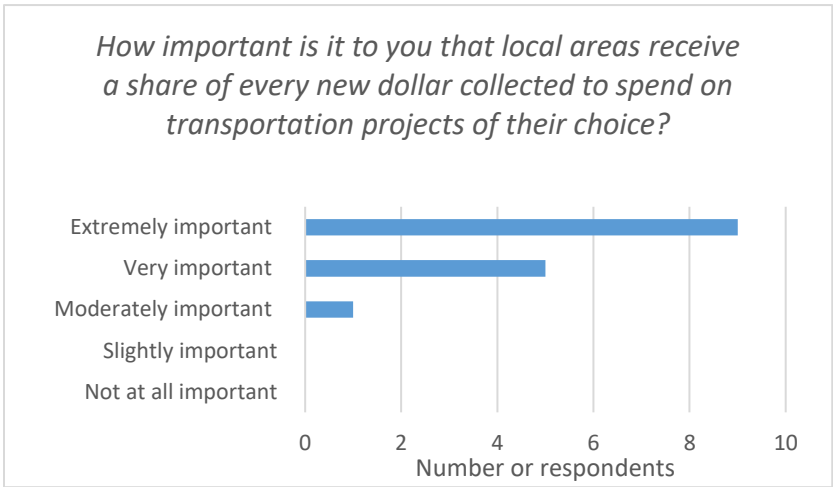 How important is it to you that local areas receive
a share of every new dollar collected to spend on
transportation projects of their choice?
Extremely important
Very important
Moderately important
Slightly important
Not at all important
0 2 4 6 8 10
Number or respondents